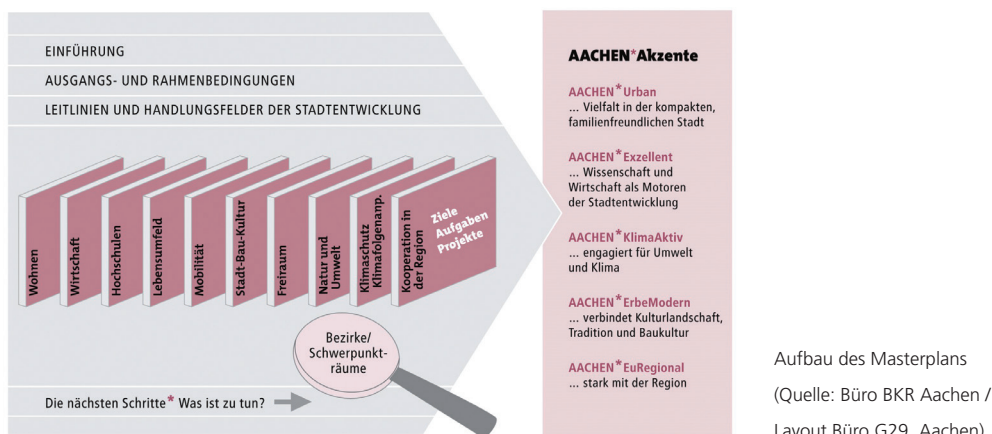 EINFÜHRUNG
AUSGANGS- UND RAHMENBEDINGUNGEN
LEITLINIEN UND HANDLUNGSFELDER DER STADTENTWICKLUNG
Wohnen
Wirtschaft
Hochschulen
Lebensumfeld
Mobilität
Stadt-Bau-Kultur
Freiraum
Natur und
Umwelt
Klimaschutz
Klimafolgenanp.
Kooperation in
der Region
Ziele
Aufgaben
Projekte
Bezirke/
Schwerpunkt-
räume
Die nächsten Schritte* Was ist zu tun?
AACHEN*Akzente
AACHEN*Urban
... Vielfalt in der kompakten,
familienfreundlichen Stadt
AACHEN*Exzellent
... Wissenschaft und
Wirtschaft als Motoren
der Stadtentwicklung
AACHEN*KlimaAktiv
... engagiert für Umwelt
und Klima
AACHEN*ErbeModern
... verbindet Kulturlandschaft,
Tradition und Baukultur
AACHEN*EuRegional
... stark mit der Region
Aufbau des Masterplans
(Quelle: Büro BKR Aachen /
Layout Büro G29, Aachen)